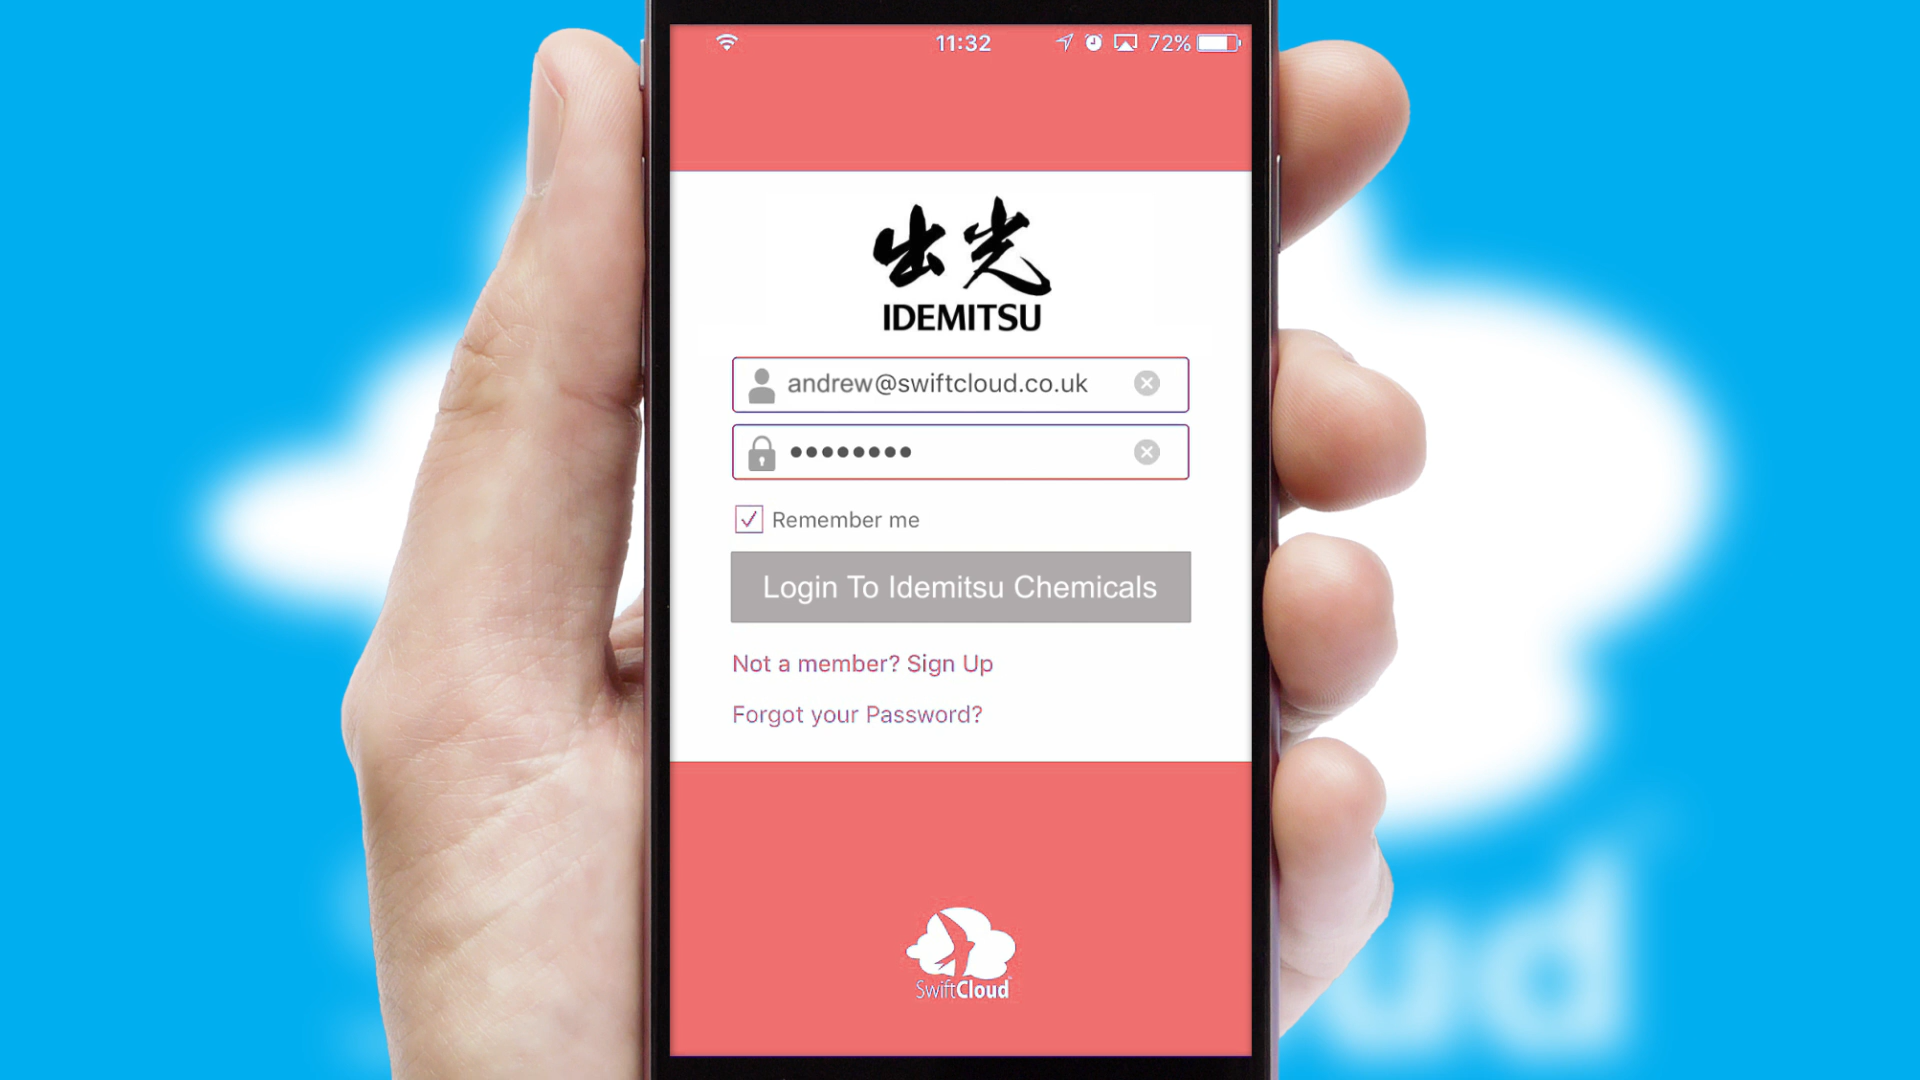 11:32
72%
出光
IDEMITSU
andrew@swiftcloud.co.uk
••••••••
Remember me
Login To Idemitsu Chemicals
Not a member? Sign Up
Forgot your Password?
SwiftCloud
ud